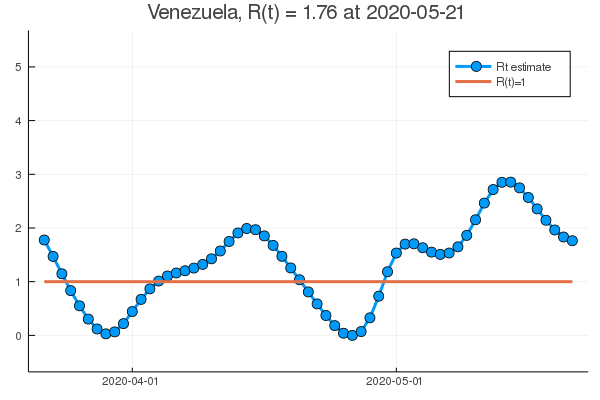 Venezuela, R(t) = 1.76 at 2020-05-21
5
4
3
2
1
0
Rt estimate
R(t)=1
2020-04-01
2020-05-01